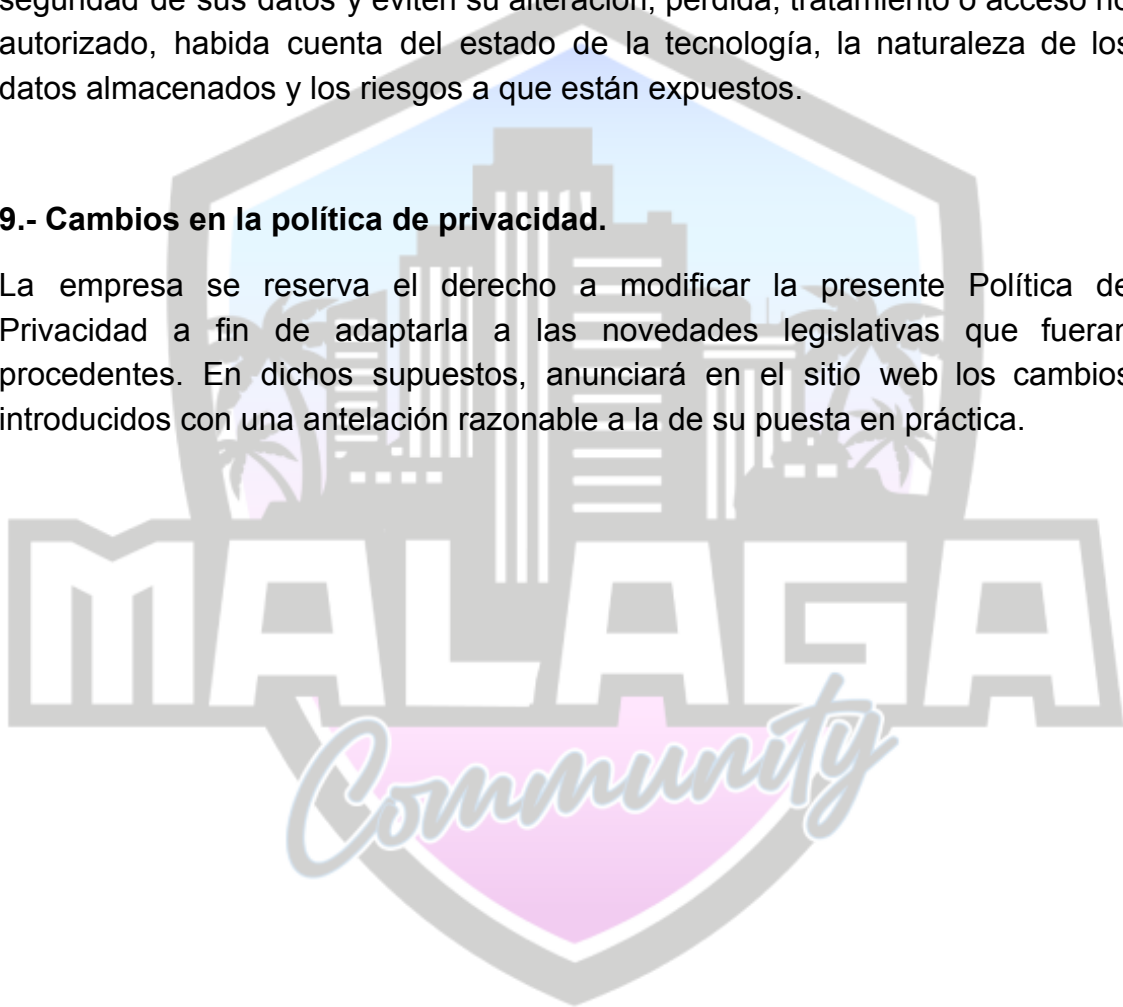 seguridad de sus datos y eviten su alteración, pérdida, tratamiento o acceso no
autorizado, habida cuenta del estado de la tecnología, la naturaleza de los
datos almacenados y los riesgos a que están expuestos.
9.- Cambios en la política de privacidad.
La empresa se reserva el derecho a modificar la presente Política de
Privacidad a fin de adaptarla a las novedades legislativas que fueran
procedentes. En dichos supuestos, anunciará en el sitio web los cambios
introducidos con una antelación razonable a la de su puesta en práctica.
MALAGA
Community